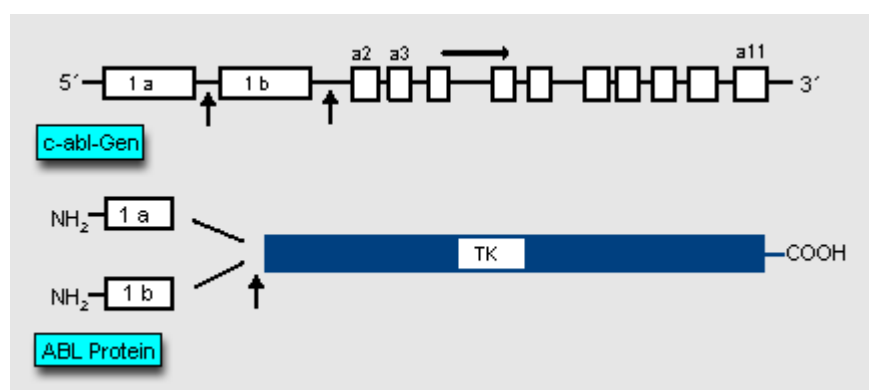 a2 a3 a11
5´ 1 a 1 b 3´
c-abl-Gen
NH2 1 a
TK COOH
NH2 1 b
ABL Protein